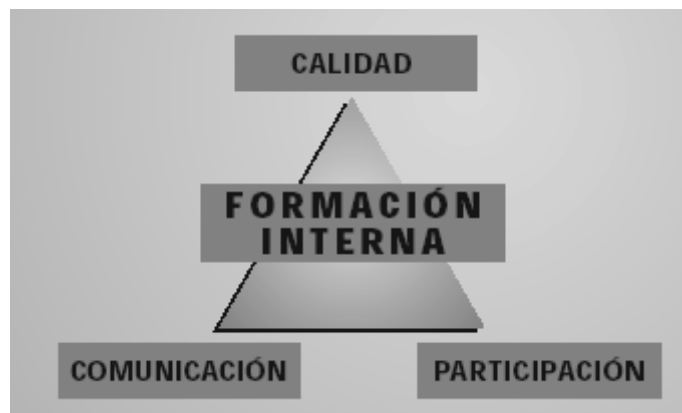 CALIDAD
FORMACIÓN
INTERNA
COMUNICACIÓN
PARTICIPACIÓN